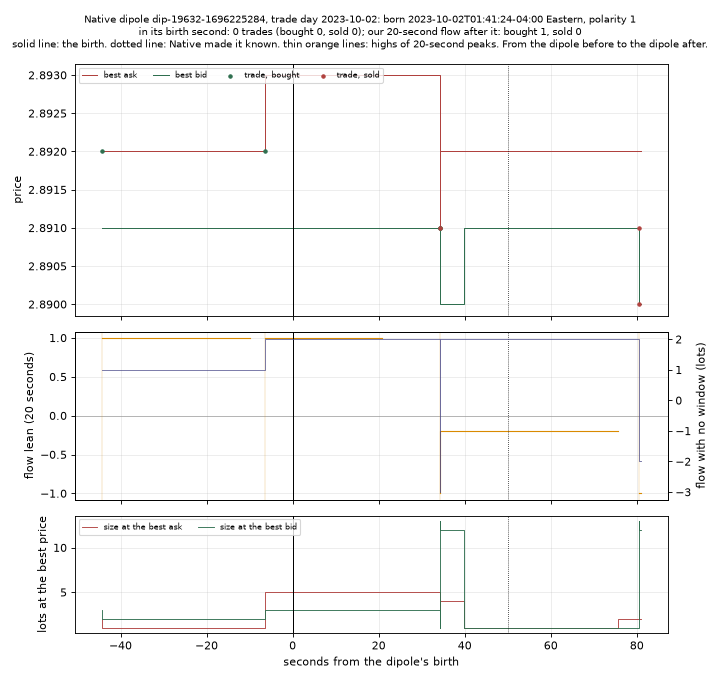 Native dipole dip-19632-1696225284, trade day 2023-10-02: born 2023-10-02T01:41:24-04:00 Eastern, polarity 1
in its birth second: 0 trades (bought 0, sold 0); our 20-second flow after it: bought 1, sold 0
solid line: the birth. dotted line: Native made it known. thin orange lines: highs of 20-second peaks. From the dipole before to the dipole after.
best ask best bid trade, bought trade, sold
2.8930
2.8925
2.8920
2.8915
2.8910
2.8905
2.8900
price
1.0
0.5
0.0
−0.5
−1.0
flow lean (20 seconds)
2
1
0
−1
−2
−3
flow with no window (lots)
size at the best ask size at the best bid
10
5
lots at the best price
−40 −20 0 20 40 60 80
seconds from the dipole's birth